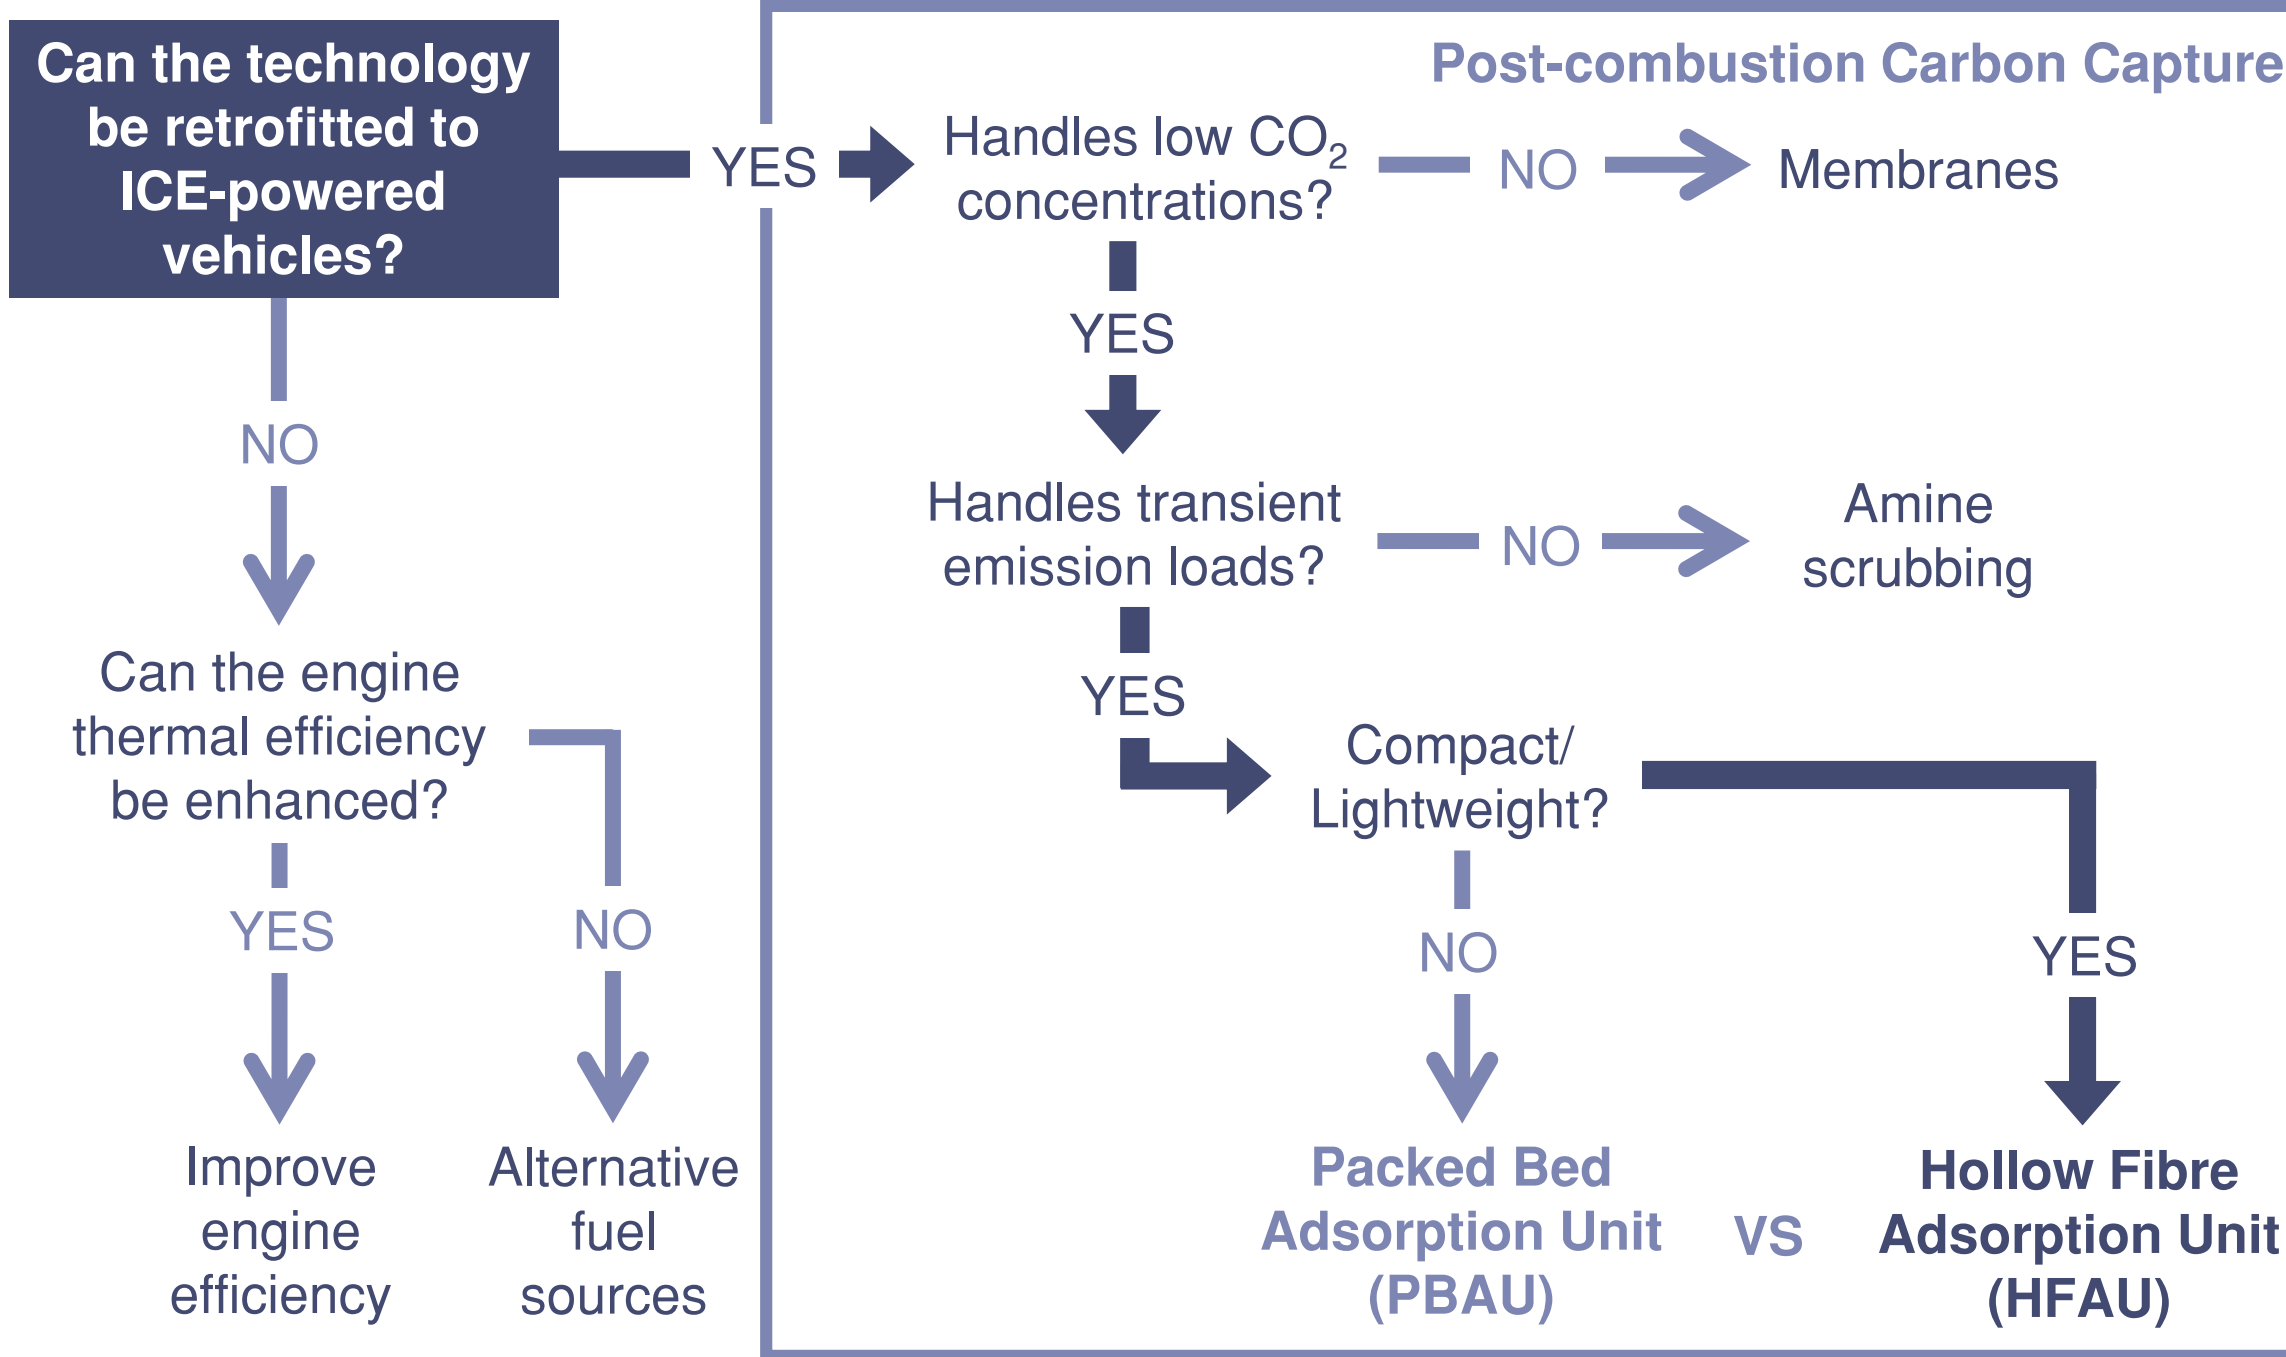 Can the technology
be retrofitted to
ICE-powered
vehicles?
YES
Post-combustion Carbon Capture
Handles low CO₂
concentrations?
NO
Membranes
YES
Handles transient
emission loads?
NO
Amine
scrubbing
YES
Compact/
Lightweight?
NO
YES
Packed Bed
Adsorption Unit
(PBAU)
VS
Hollow Fibre
Adsorption Unit
(HFAU)
NO
Can the engine
thermal efficiency
be enhanced?
YES
NO
Improve
engine
efficiency
Alternative
fuel
sources